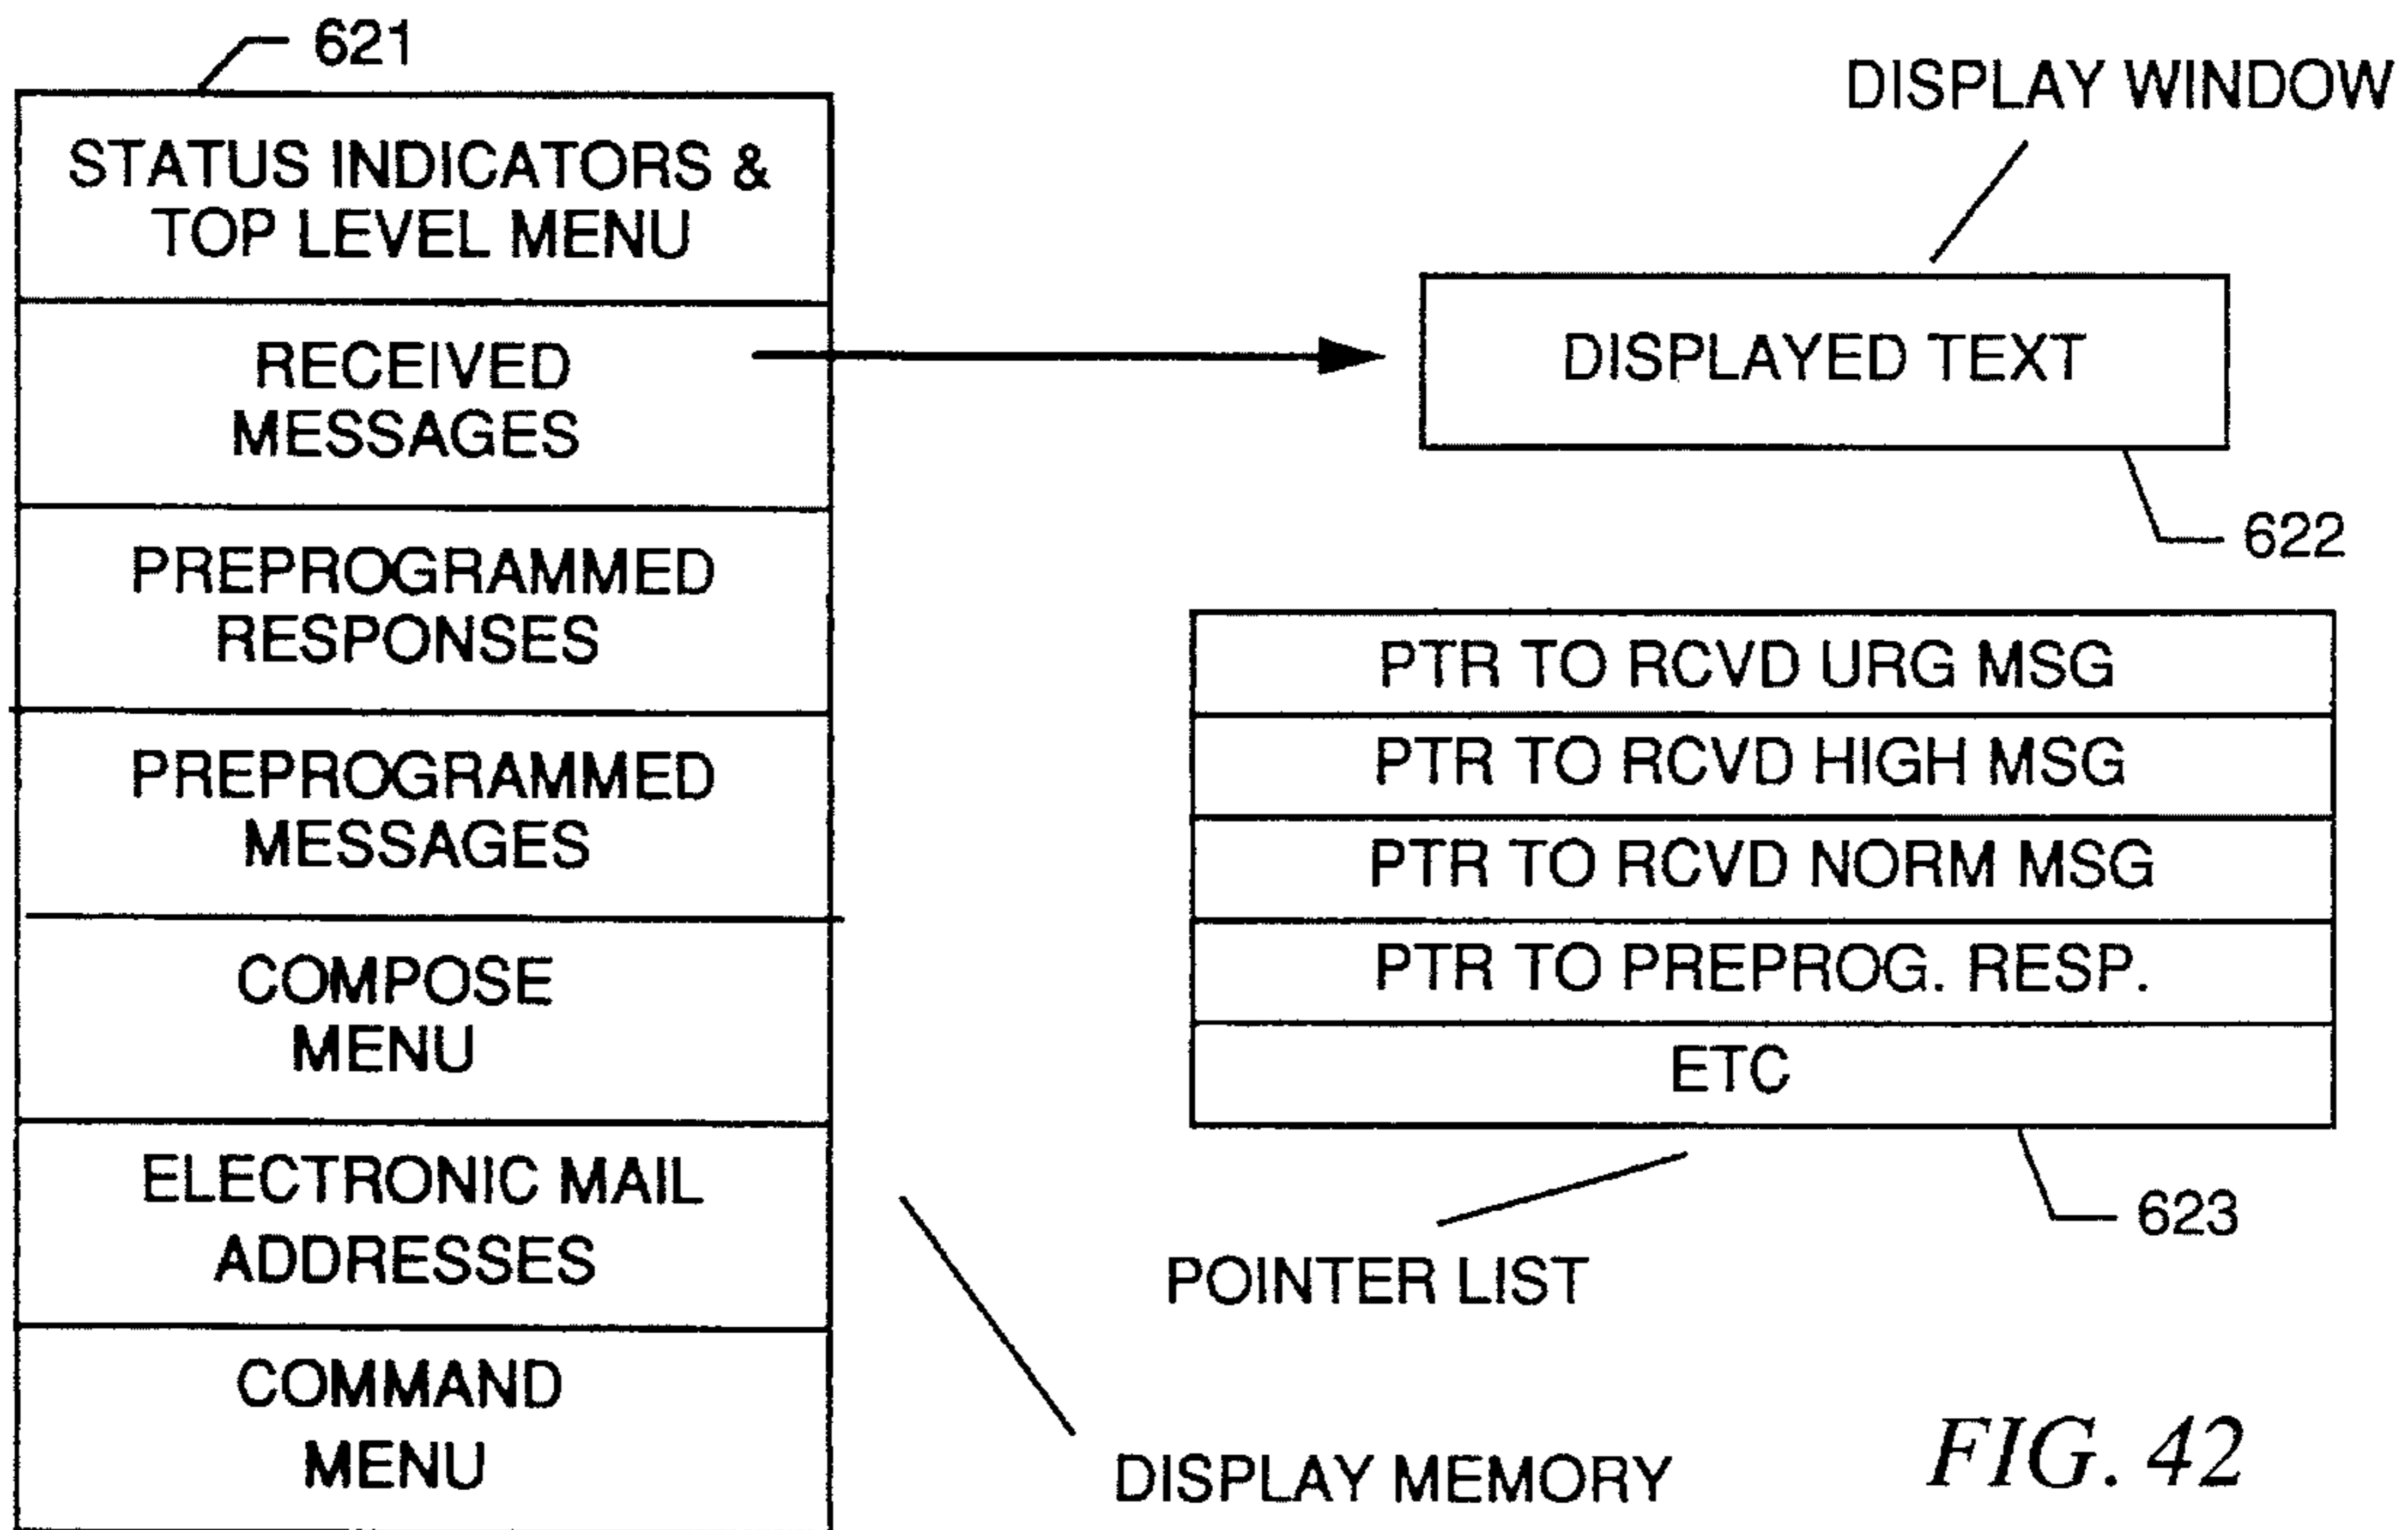 621
STATUS INDICATORS &
TOP LEVEL MENU
RECEIVED
MESSAGES
PREPROGRAMMED
RESPONSES
PREPROGRAMMED
MESSAGES
COMPOSE
MENU
ELECTRONIC MAIL
ADDRESSES
COMMAND
MENU
DISPLAY WINDOW
DISPLAYED TEXT
622
PTR TO RCVD URG MSG
PTR TO RCVD HIGH MSG
PTR TO RCVD NORM MSG
PTR TO PREPROG. RESP.
ETC
623
POINTER LIST
DISPLAY MEMORY
FIG. 42